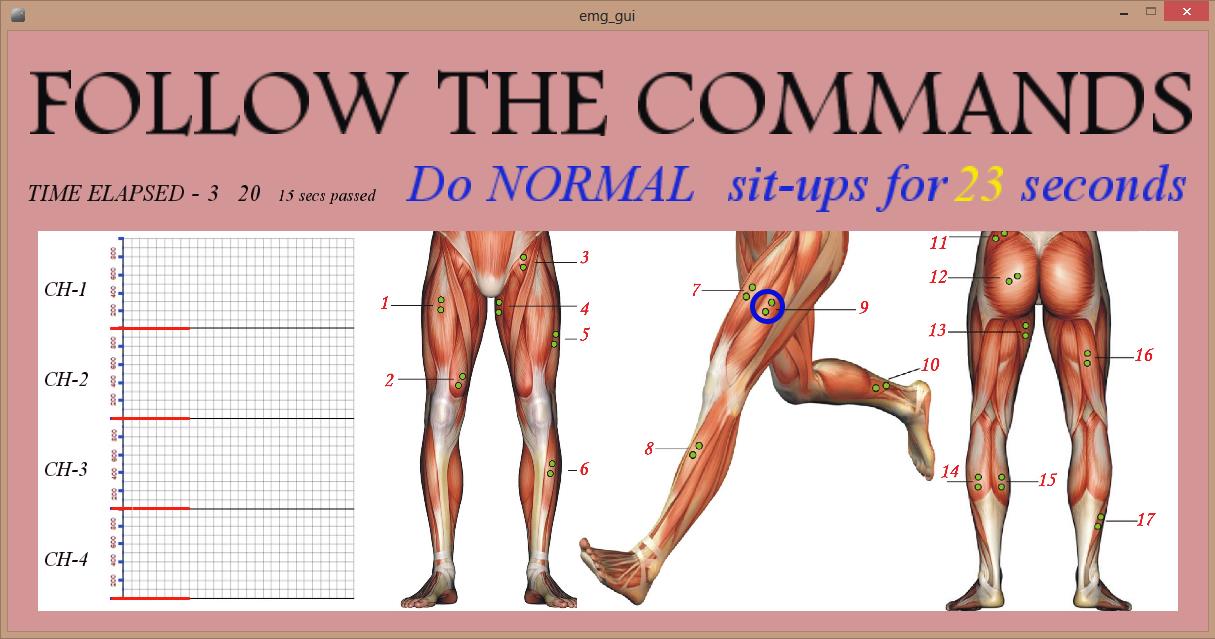 emg_gui
FOLLOW THE COMMANDS
TIME ELAPSED - 3 20 15 secs passed
Do NORMAL sit-ups for 23 seconds
CH-1
CH-2
CH-3
CH-4
1
2
3
4
5
6
7
8
9
10
11
12
13
14
15
16
17